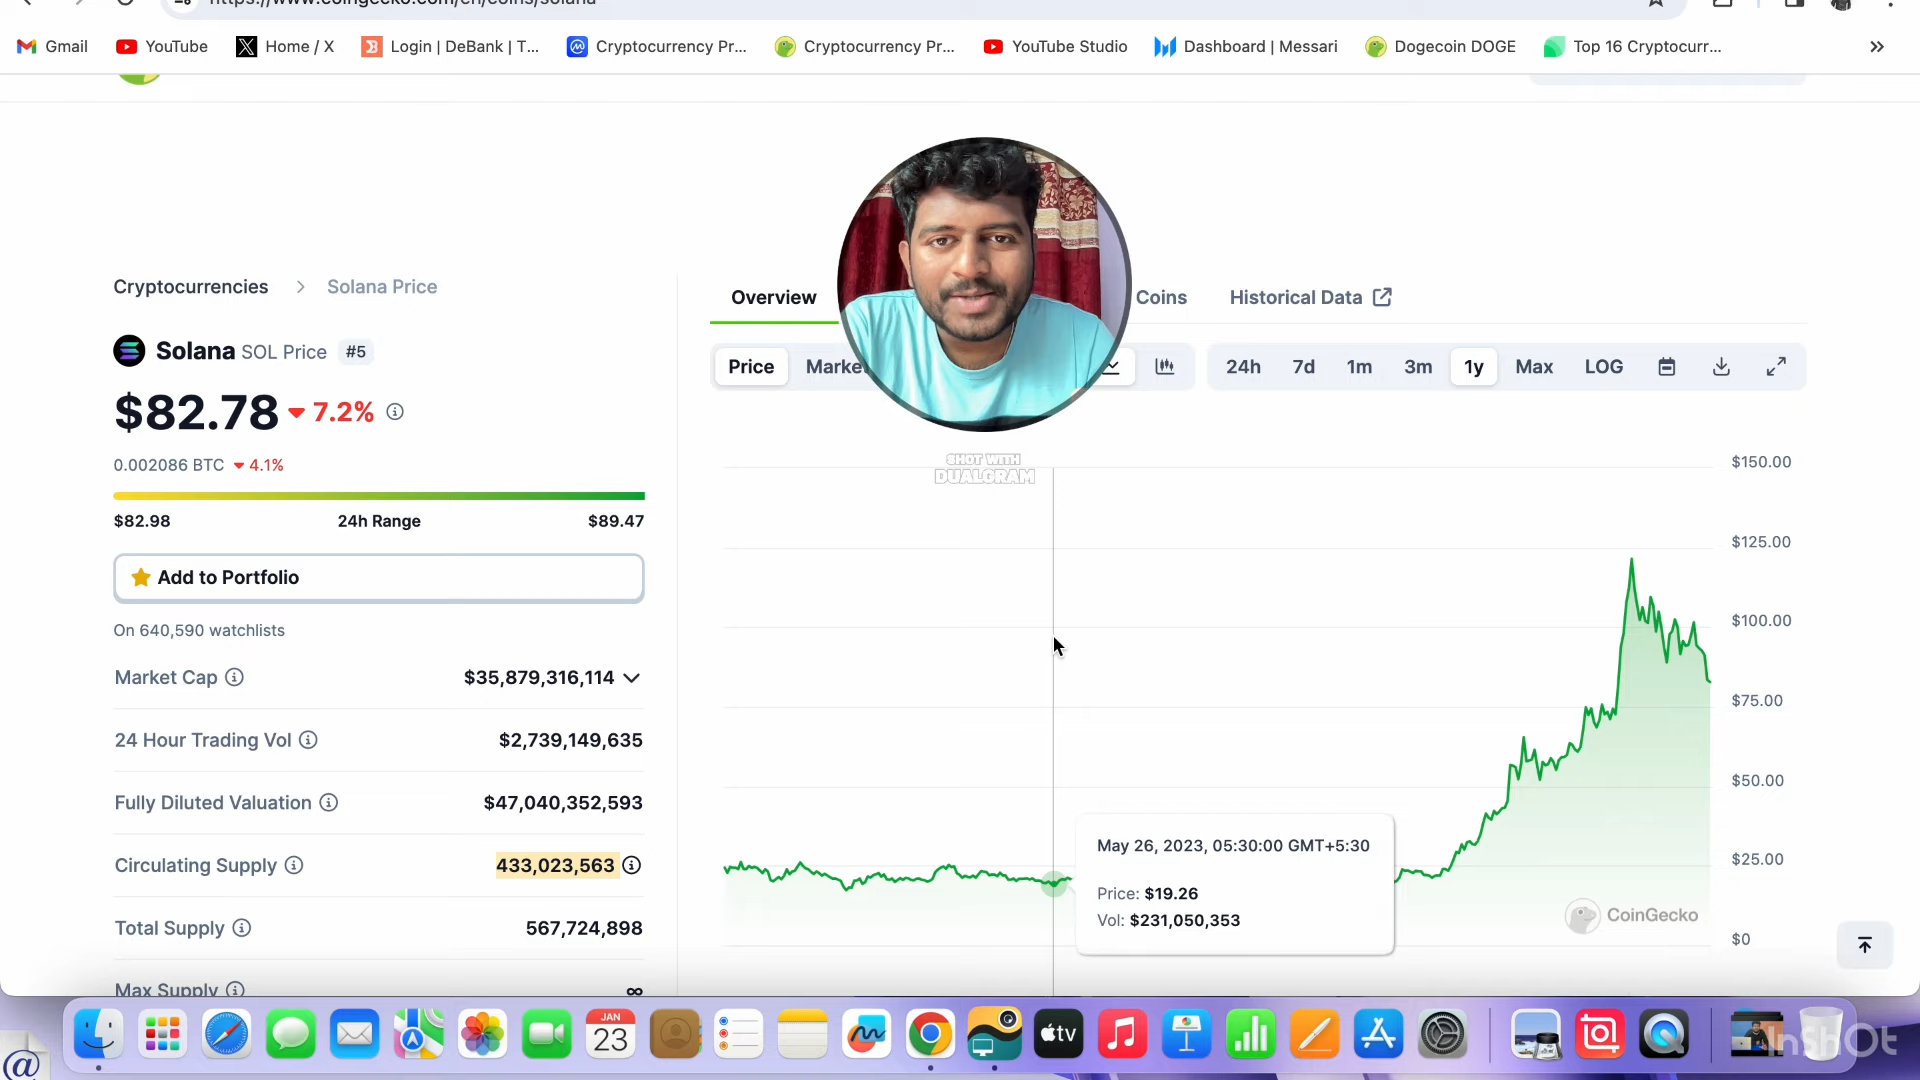 Gmail
YouTube
Home / X
Login | DeBank | T...
Cryptocurrency Pr...
Cryptocurrency Pr...
YouTube Studio
Dashboard | Messari
Dogecoin DOGE
Top 16 Cryptocurr...
Cryptocurrencies
Solana Price
Overview
Coins
Historical Data
Solana SOL Price #5
Price
Marke
24h
7d
1m
3m
1y
Max
LOG
$82.78 7.2%
0.002086 BTC 4.1%
$82.98
24h Range
$89.47
SHOT WITH
DUALGRAM
Add to Portfolio
On 640,590 watchlists
Market Cap $35,879,316,114
24 Hour Trading Vol $2,739,149,635
Fully Diluted Valuation $47,040,352,593
Circulating Supply 433,023,563
Total Supply 567,724,898
Max Supply ∞
$150.00
$125.00
$100.00
$75.00
$50.00
$25.00
$0
May 26, 2023, 05:30:00 GMT+5:30
Price: $19.26
Vol: $231,050,353
CoinGecko
JAN
23
tv
InShOt